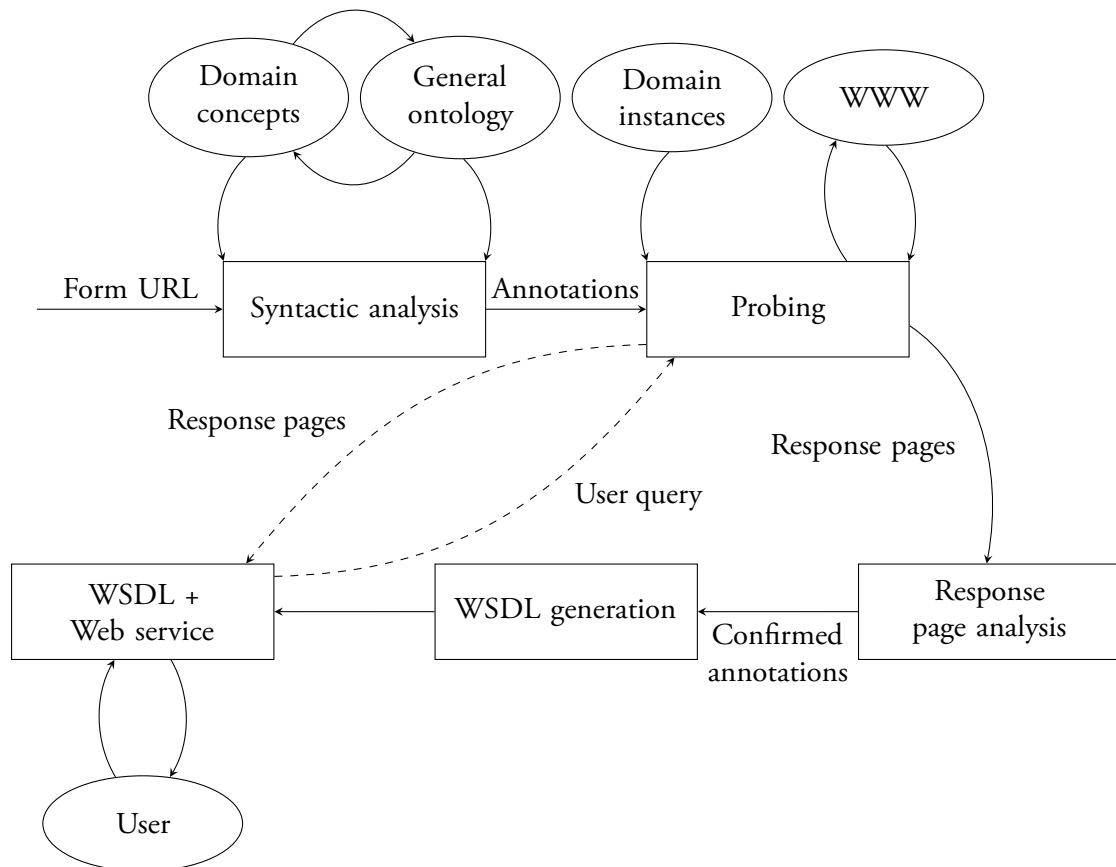 Domain
concepts
General
ontology
Domain
instances
WWW
Form URL
Syntactic analysis
Annotations
Probing
Response pages
Response pages
User query
WSDL +
Web service
WSDL generation
Confirmed
annotations
Response
page analysis
User